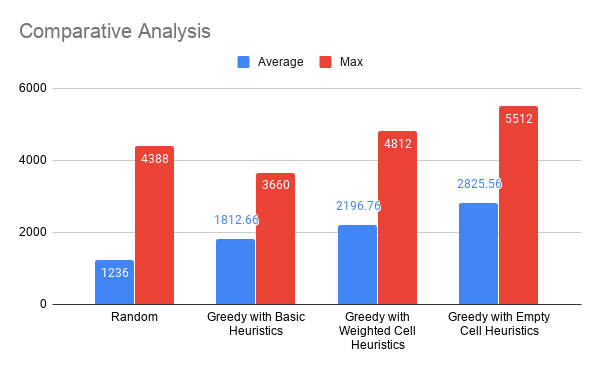 Comparative Analysis
Average
Max
6000
4000
2000
0
1236
4388
1812.66
3660
2196.76
4812
2825.56
5512
Random
Greedy with Basic
Heuristics
Greedy with
Weighted Cell
Heuristics
Greedy with Empty
Cell Heuristics